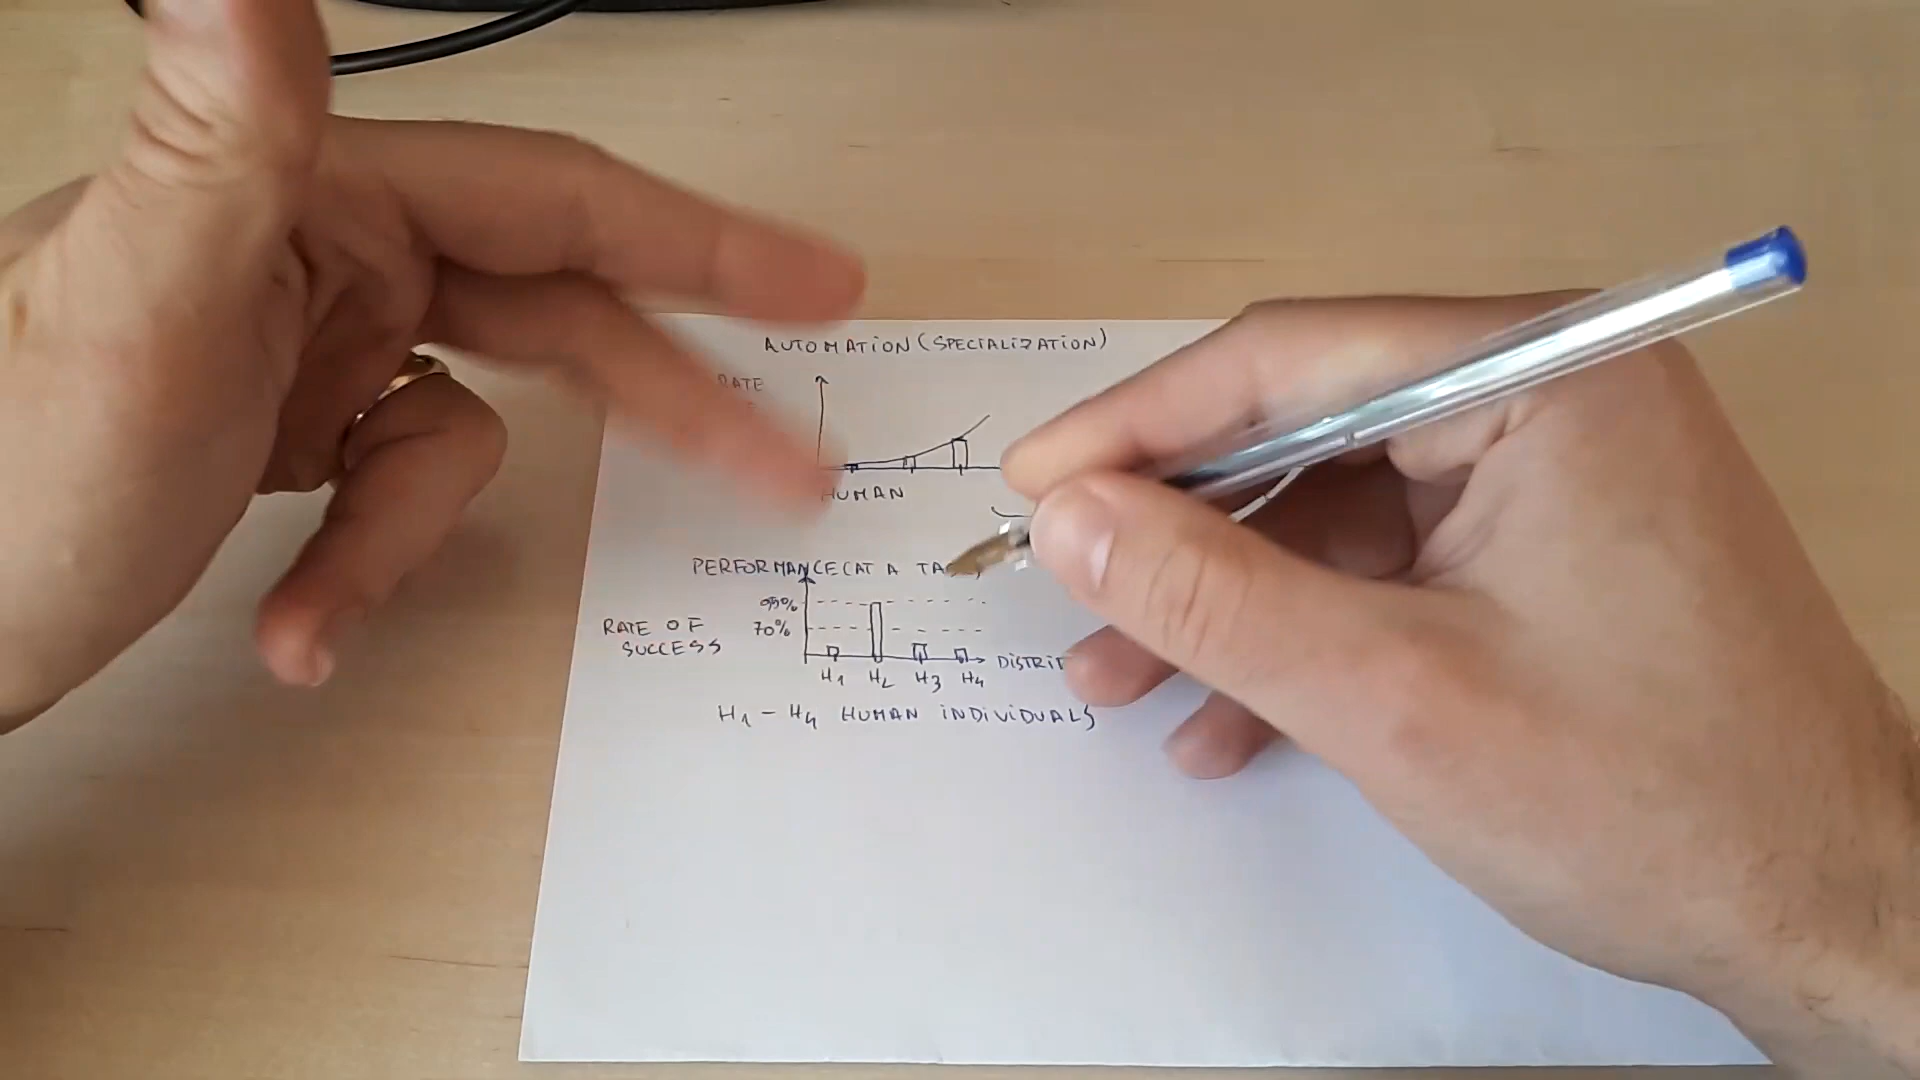 AUTOMATION (SPECIALIZATION)
RATE
HUMAN
PERFORMANCE (AT A
99%
70%
RATE OF
SUCCESS
H1 H2 H3 H4
H1 - H4 HUMAN INDIVIDUALS